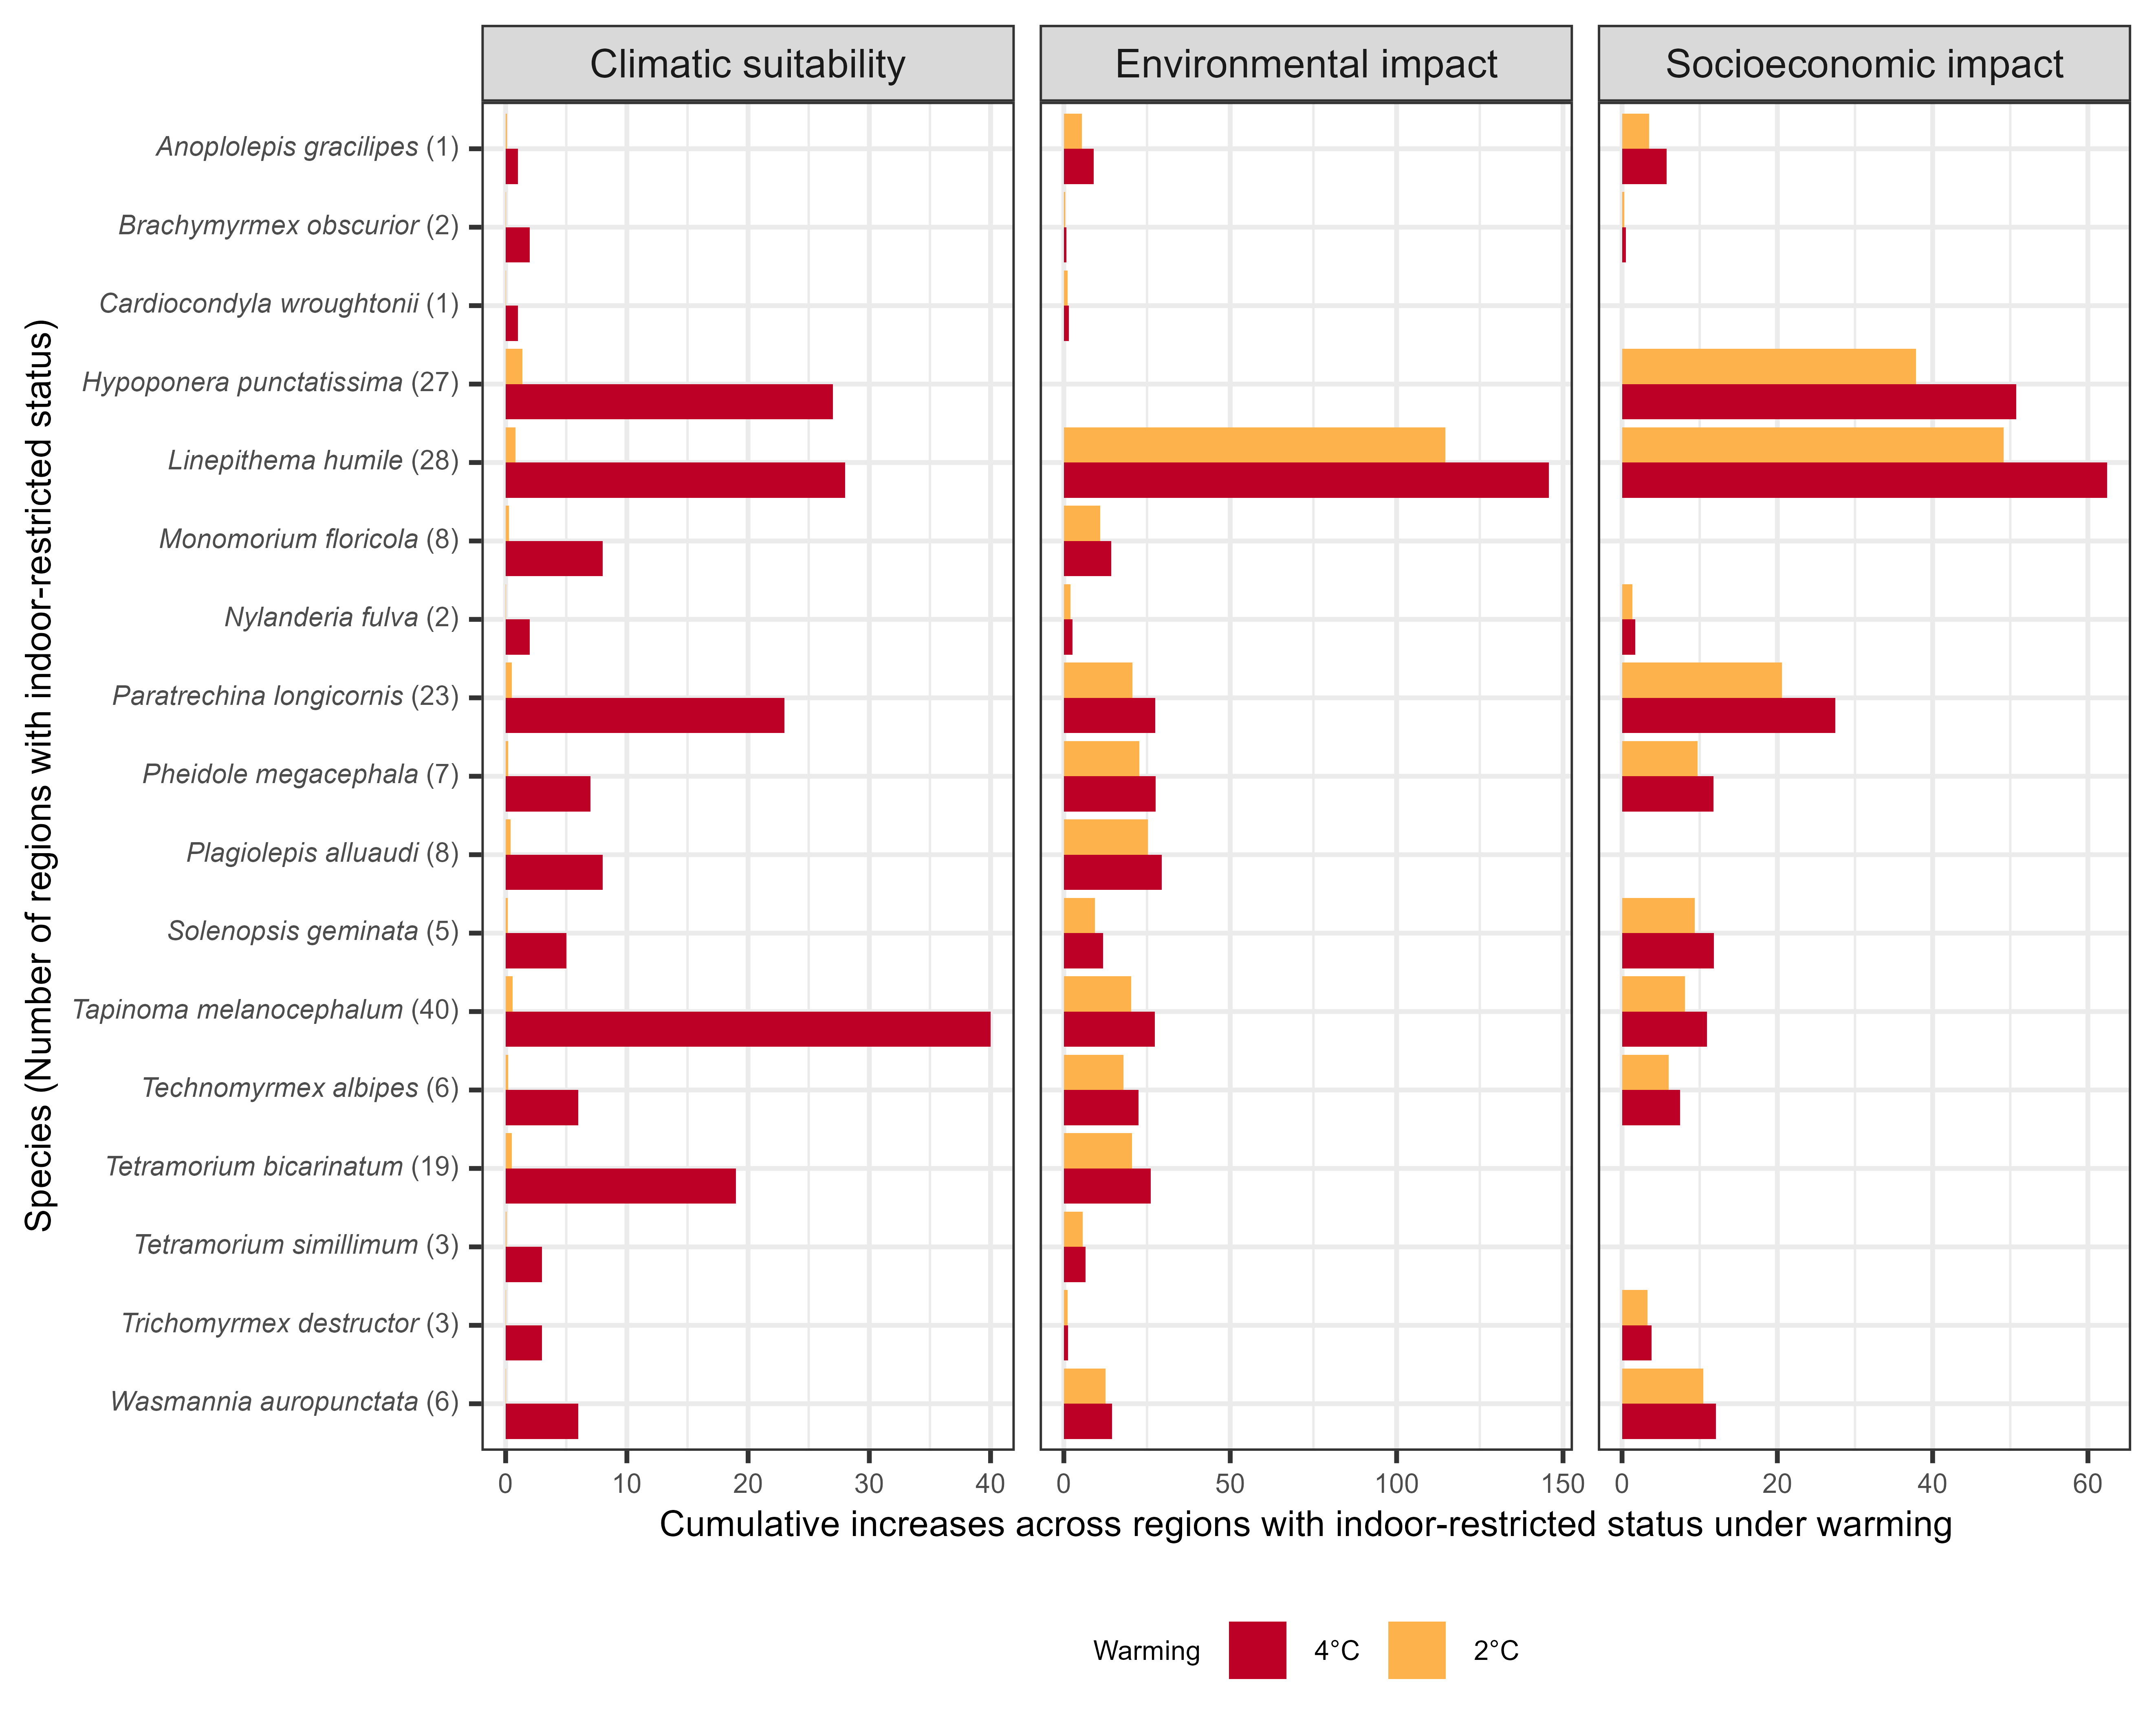 Climatic suitability
Environmental impact
Socioeconomic impact
Species (Number of regions with indoor-restricted status)
Anoplolepis gracilipes (1)
Brachymyrmex obscurior (2)
Cardiocondyla wroughtonii (1)
Hypoponera punctatissima (27)
Linepithema humile (28)
Monomorium floricola (8)
Nylanderia fulva (2)
Paratrechina longicornis (23)
Pheidole megacephala (7)
Plagiolepis alluaudi (8)
Solenopsis geminata (5)
Tapinoma melanocephalum (40)
Technomyrmex albipes (6)
Tetramorium bicarinatum (19)
Tetramorium simillimum (3)
Trichomyrmex destructor (3)
Wasmannia auropunctata (6)
0 10 20 30 40
0 50 100 150
0 20 40 60
Cumulative increases across regions with indoor-restricted status under warming
Warming 4°C 2°C